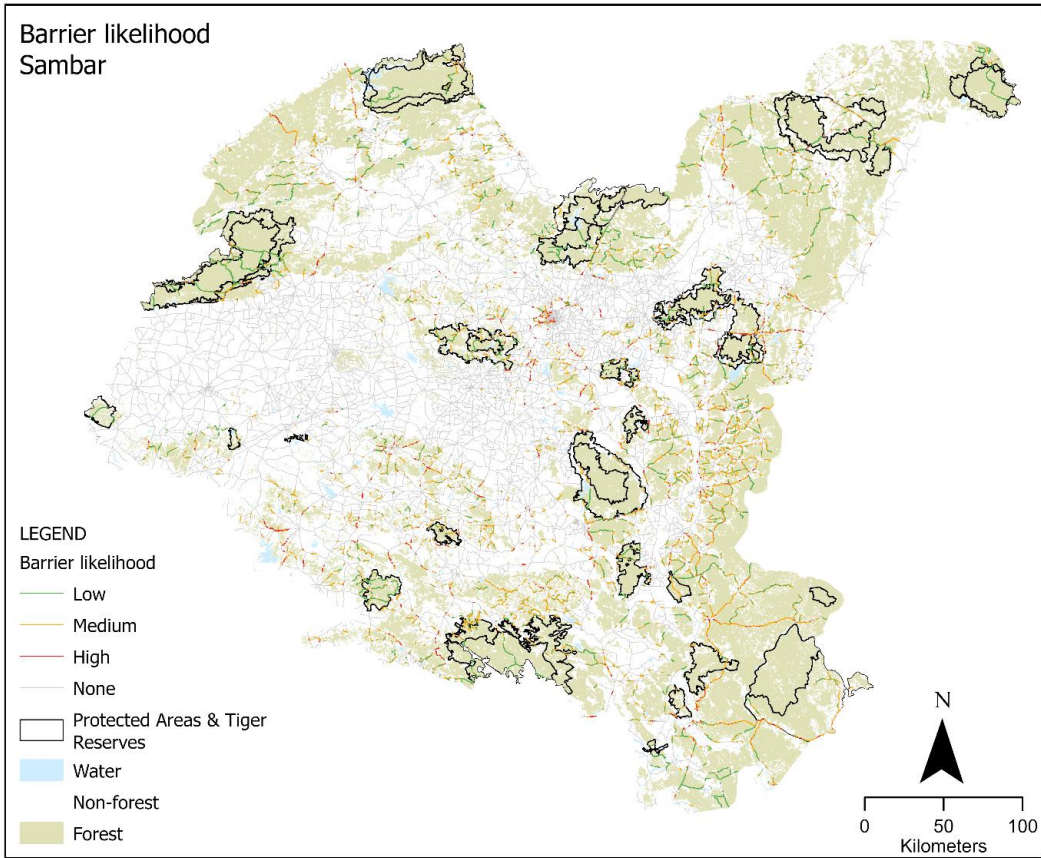 Barrier likelihood
Sambar
LEGEND
Barrier likelihood
Low
Medium
High
None
Protected Areas & Tiger
Reserves
Water
Non-forest
Forest
N
0 50 100
Kilometers